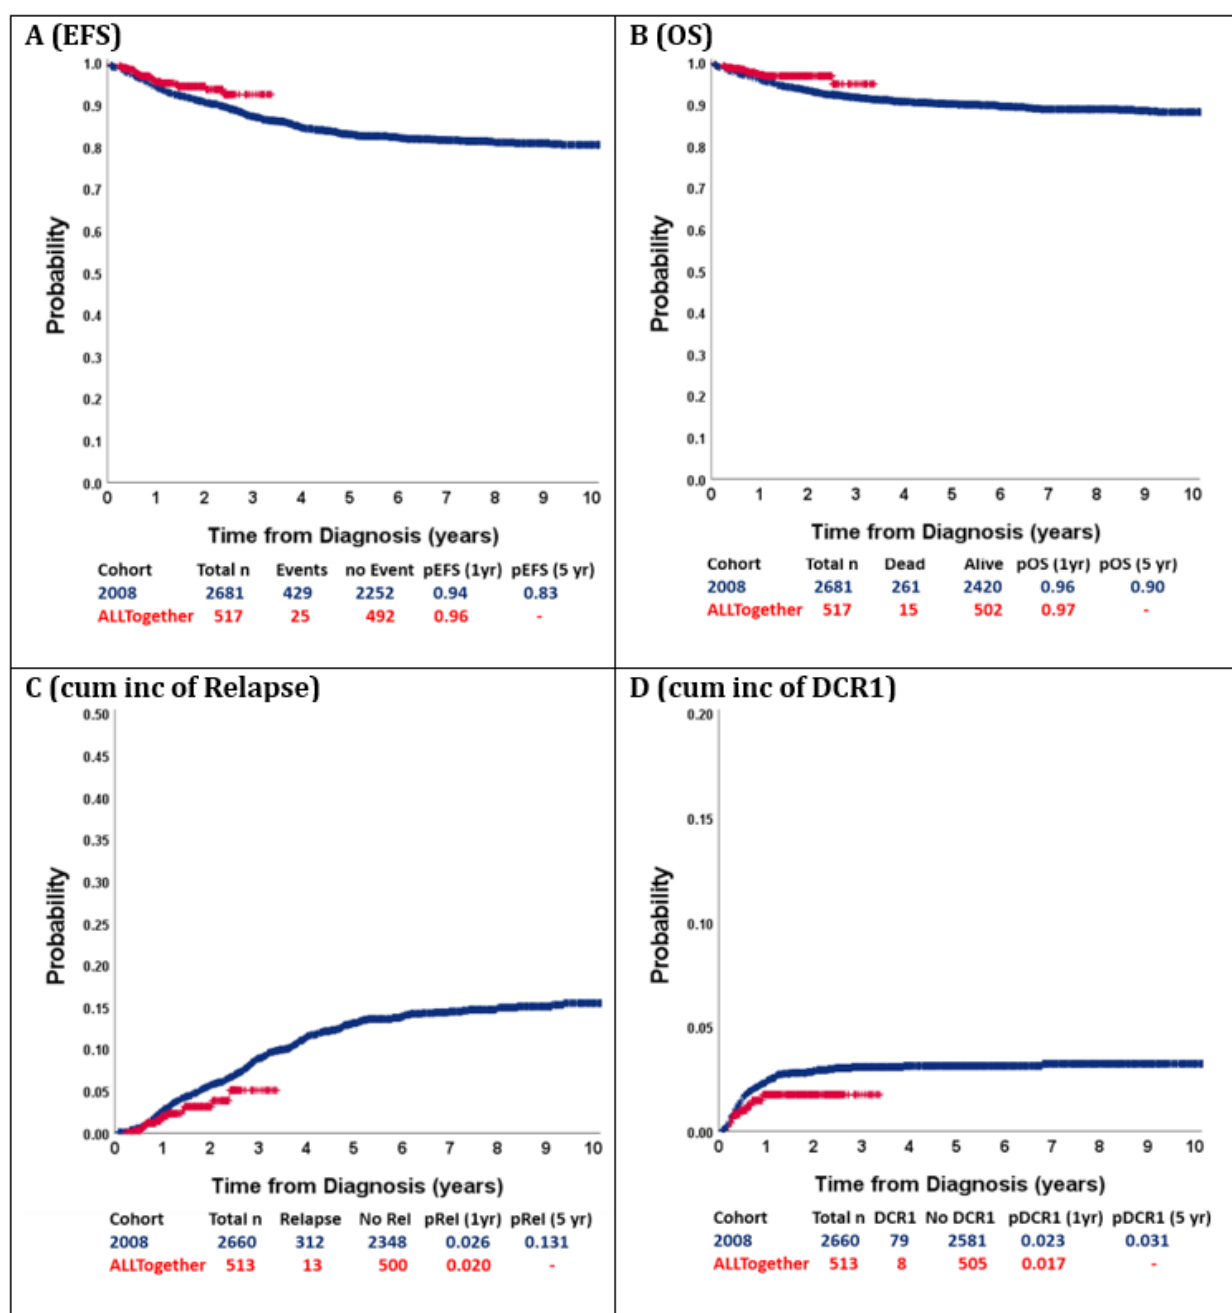 A (EFS)
1.0
0.9
0.8
0.7
0.6
0.5
0.4
0.3
0.2
0.1
0.0
Probability
0 1 2 3 4 5 6 7 8 9 10
Time from Diagnosis (years)
Cohort Total n Events no Event pEFS (1yr) pEFS (5 yr)
2008 2681 429 2252 0.94 0.83
ALLTogether 517 25 492 0.96 -
B (OS)
1.0
0.9
0.8
0.7
0.6
0.5
0.4
0.3
0.2
0.1
0.0
Probability
0 1 2 3 4 5 6 7 8 9 10
Time from Diagnosis (years)
Cohort Total n Dead Alive pOS (1yr) pOS (5 yr)
2008 2681 261 2420 0.96 0.90
ALLTogether 517 15 502 0.97 -
C (cum inc of Relapse)
0.50
0.45
0.40
0.35
0.30
0.25
0.20
0.15
0.10
0.05
0.00
Probability
0 1 2 3 4 5 6 7 8 9 10
Time from Diagnosis (years)
Cohort Total n Relapse No Rel pRel (1yr) pRel (5 yr)
2008 2660 312 2348 0.026 0.131
ALLTogether 513 13 500 0.020 -
D (cum inc of DCR1)
0.20
0.15
0.10
0.05
0.00
Probability
0 1 2 3 4 5 6 7 8 9 10
Time from Diagnosis (years)
Cohort Total n DCR1 No DCR1 pDCR1 (1yr) pDCR1 (5 yr)
2008 2660 79 2581 0.023 0.031
ALLTogether 513 8 505 0.017 -